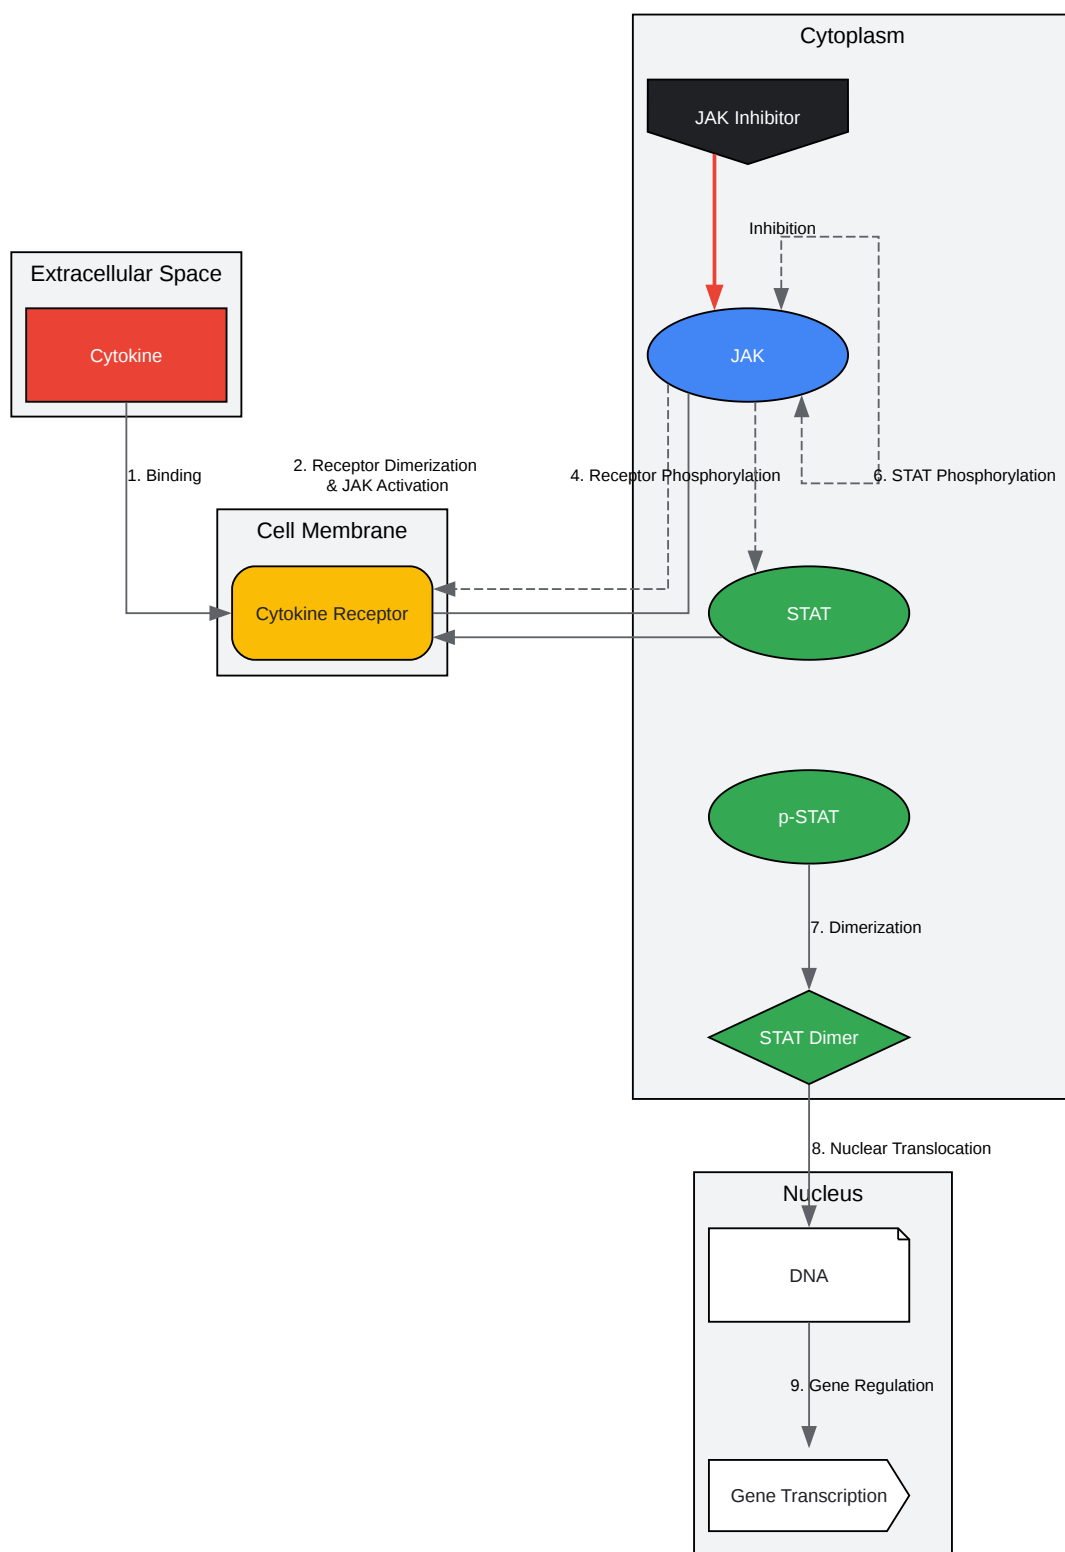 Cytoplasm
JAK Inhibitor
Inhibition
Extracellular Space
Cytokine
JAK
1. Binding
2. Receptor Dimerization
& JAK Activation
4. Receptor Phosphorylation
6. STAT Phosphorylation
Cell Membrane
Cytokine Receptor
STAT
p-STAT
7. Dimerization
STAT Dimer
8. Nuclear Translocation
Nucleus
DNA
9. Gene Regulation
Gene Transcription